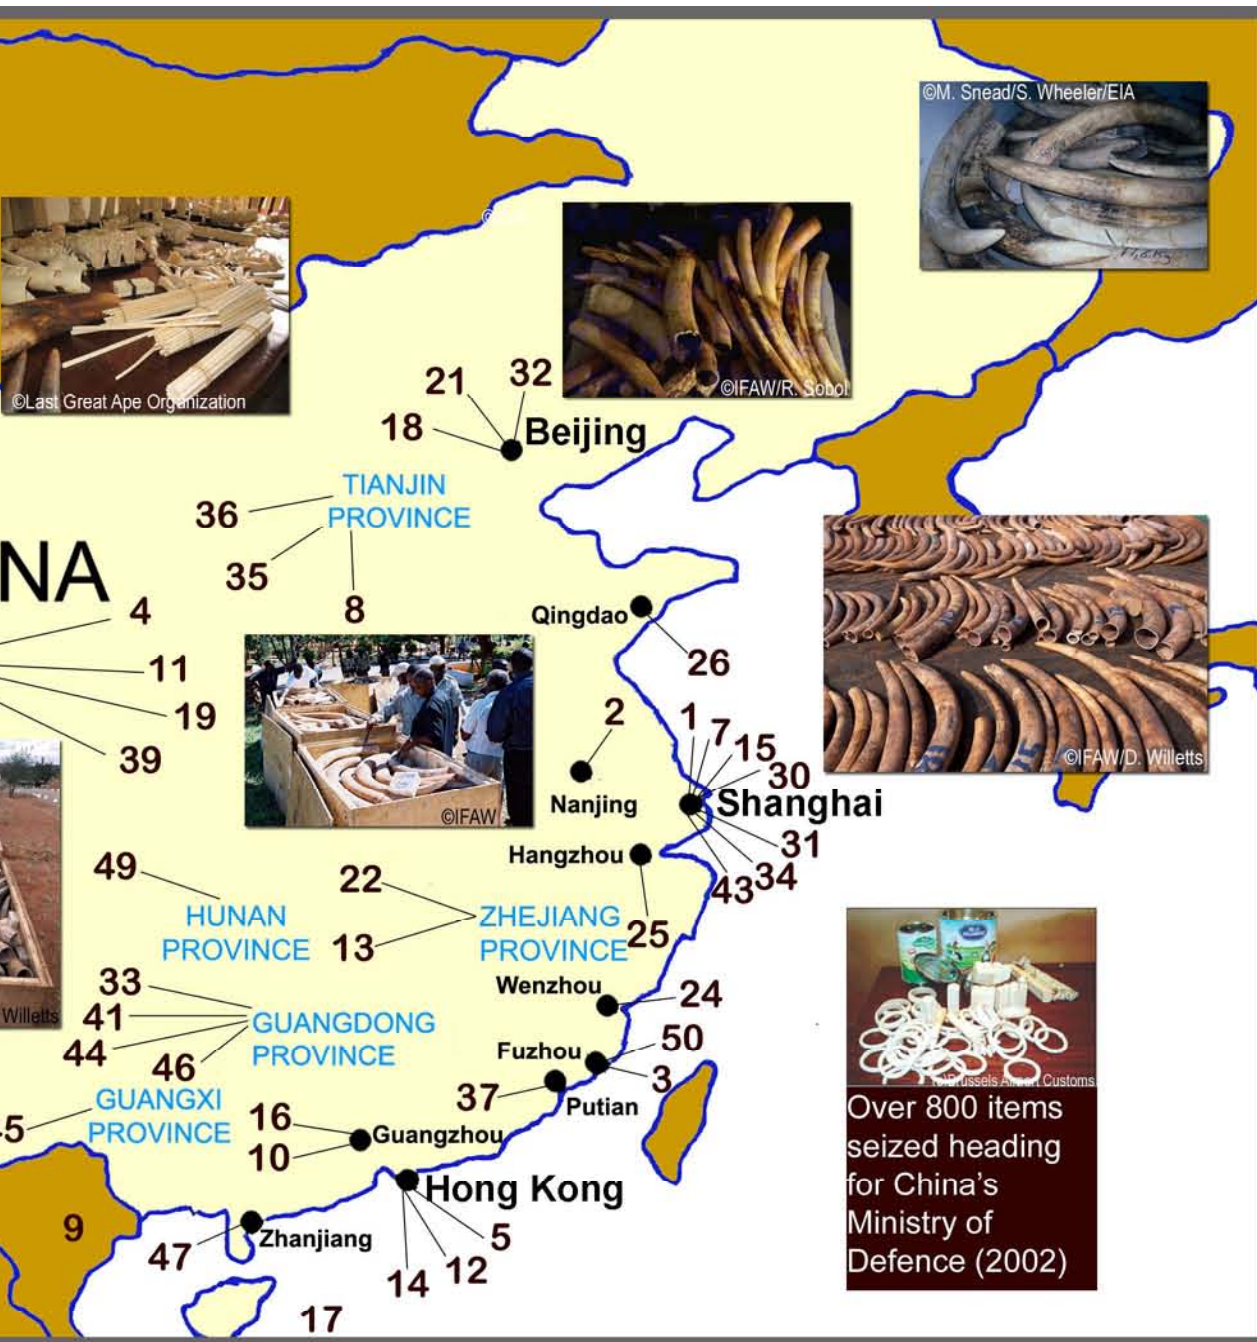 ©M. Snead/S. Wheeler/EIA
©Last Great Ape Organization
©IFAW/R. Sobol
21
32
18
Beijing
36
TIANJIN
PROVINCE
35
8
NA
4
11
19
39
Qingdao
26
©IFAW/D. Willetts
©IFAW
2
Nanjing
1
7
15
30
Shanghai
31
34
43
Hangzhou
25
49
HUNAN
PROVINCE
22
13
ZHEJIANG
PROVINCE
Willetts
33
41
44
46
GUANGDONG
PROVINCE
Wenzhou
24
Fuzhou
50
3
37
Putian
GUANGXI
PROVINCE
5
16
10
Guangzhou
Hong Kong
5
12
14
9
47
Zhanjiang
17
Brussels Airport Customs
Over 800 items
seized heading
for China's
Ministry of
Defence (2002)